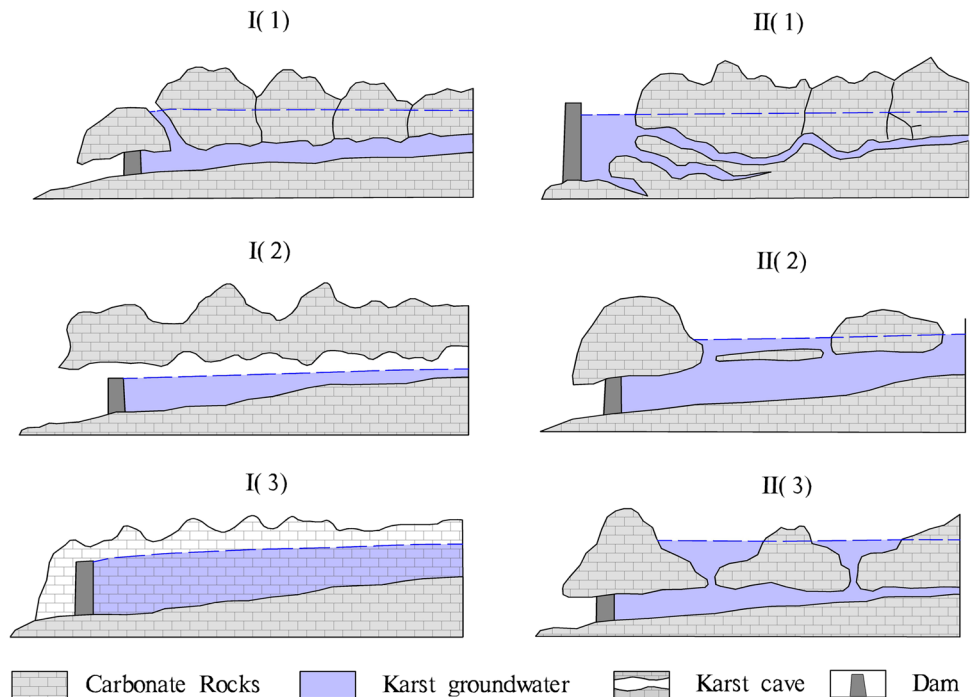 I( 1)
II( 1)
I( 2)
II( 2)
I( 3)
II( 3)
Carbonate Rocks
Karst groundwater
Karst cave
Dam